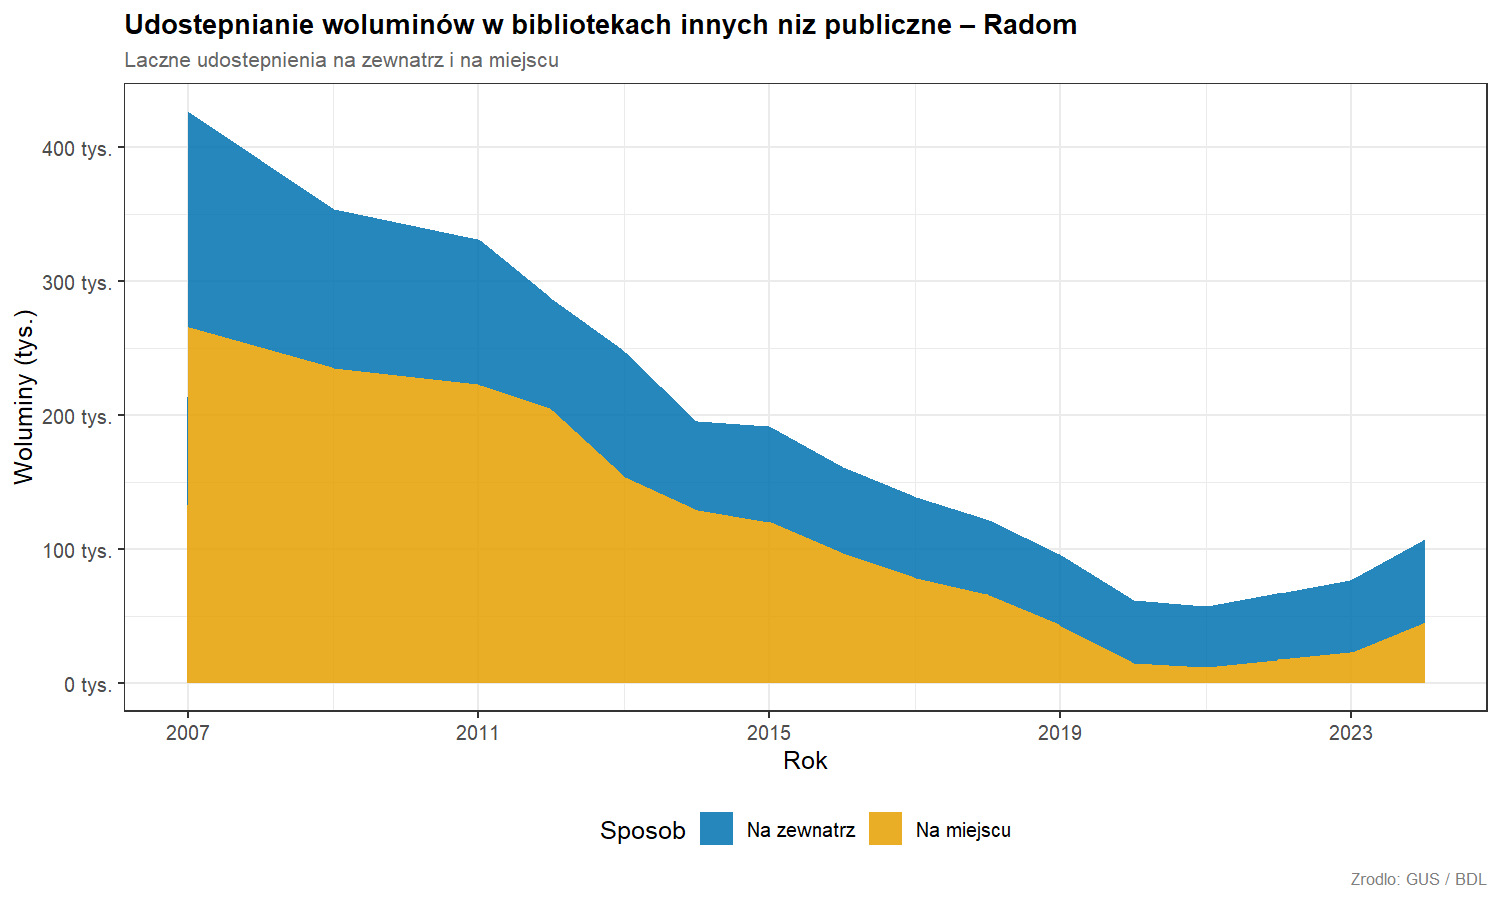 Udostepnianie woluminów w bibliotekach innych niz publiczne – Radom
Laczne udostepnienia na zewnatrz i na miejscu
Woluminy (tys.)
400 tys.
300 tys.
200 tys.
100 tys.
0 tys.
2007 2011 2015 2019 2023
Rok
Sposob Na zewnatrz Na miejscu
Zrodlo: GUS / BDL